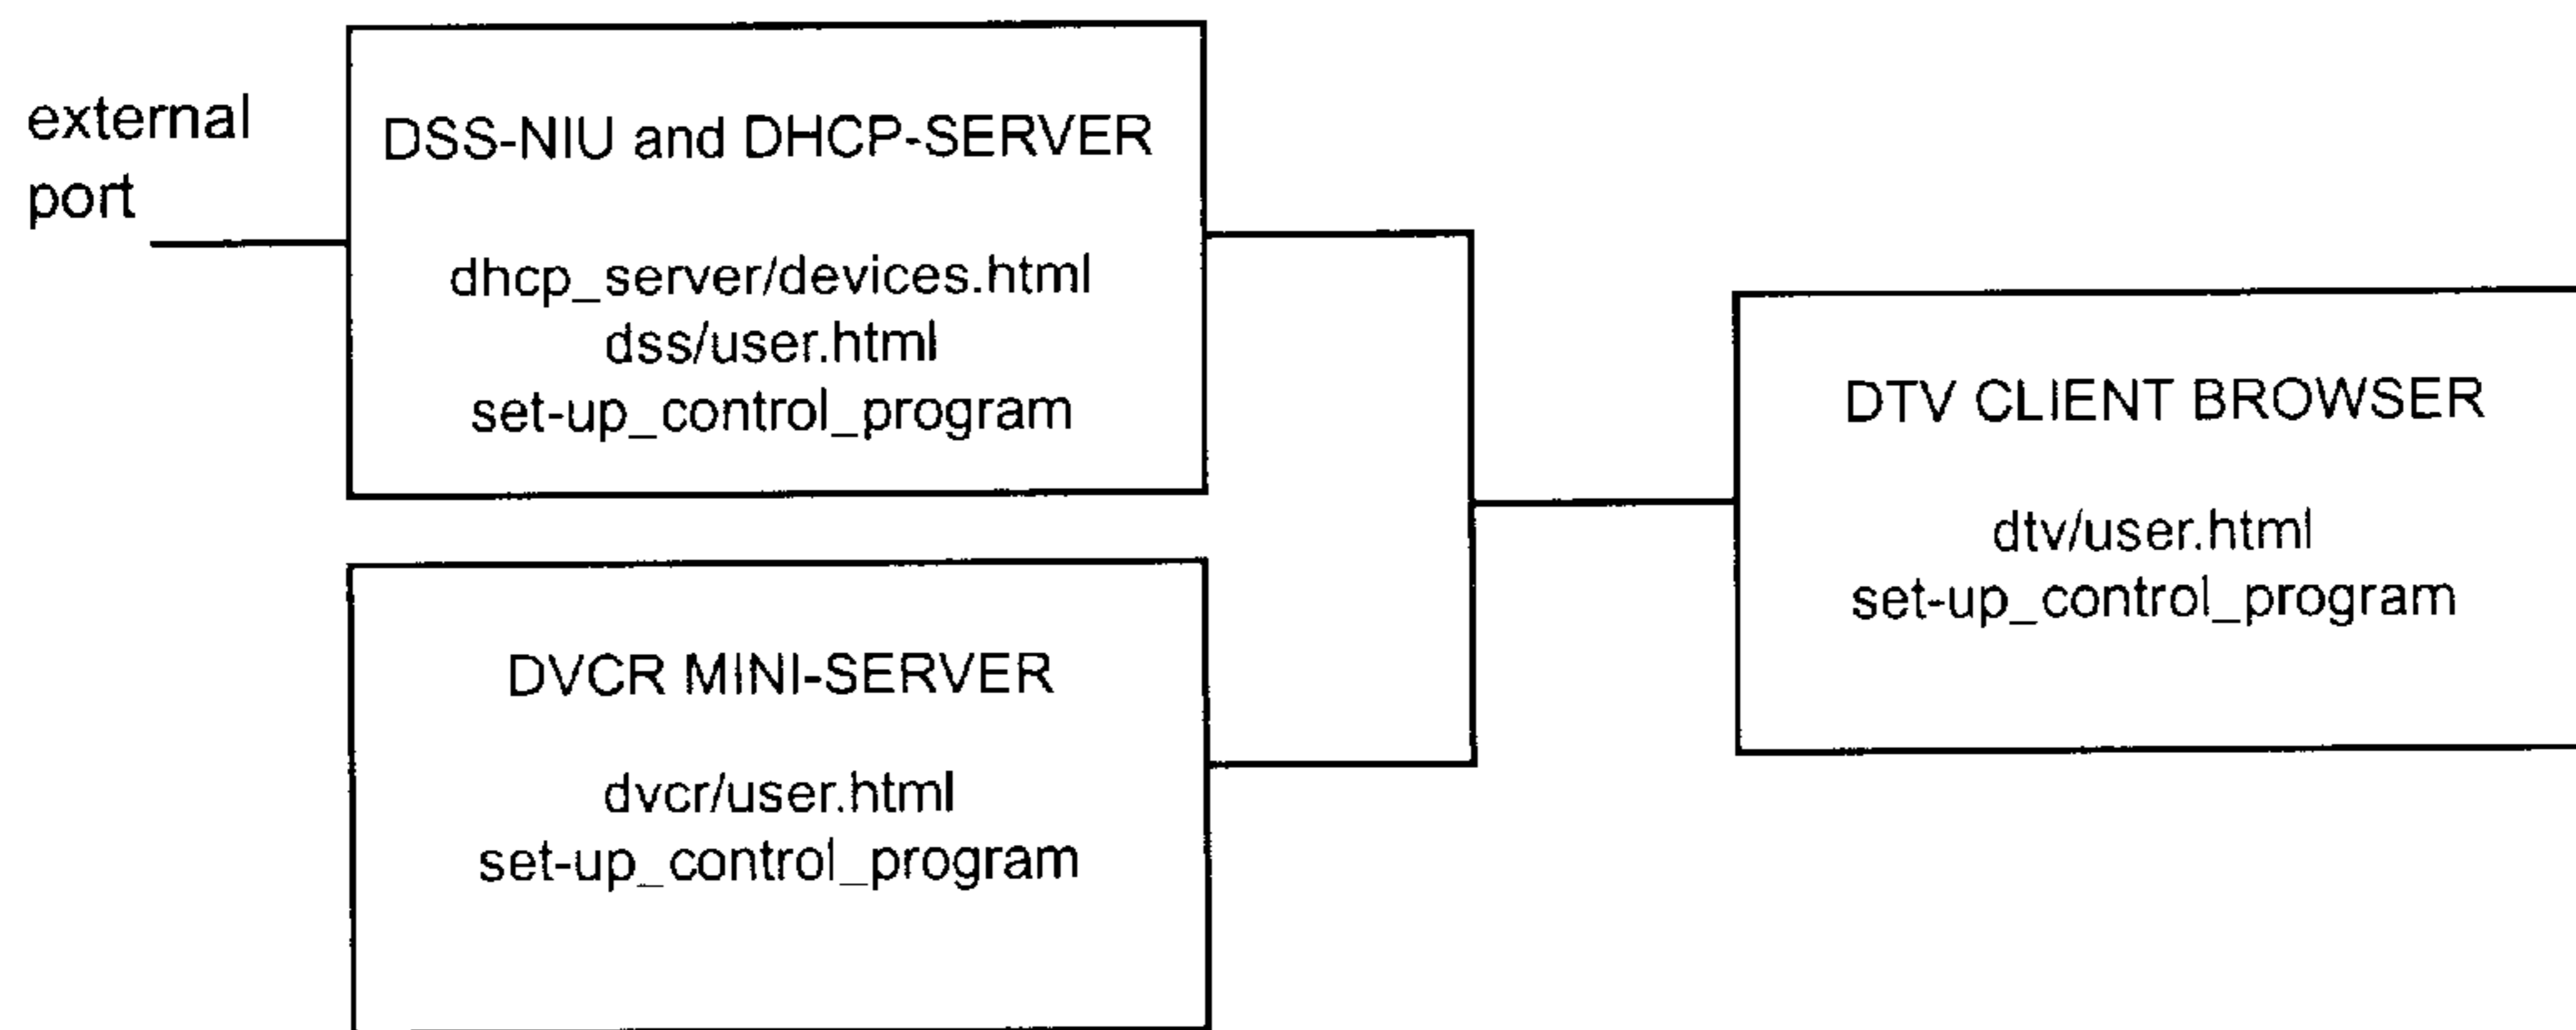 external
port
DSS-NIU and DHCP-SERVER
dhcp_server/devices.html
dss/user.html
set-up_control_program
DVCR MINI-SERVER
dvcr/user.html
set-up_control_program
DTV CLIENT BROWSER
dtv/user.html
set-up_control_program